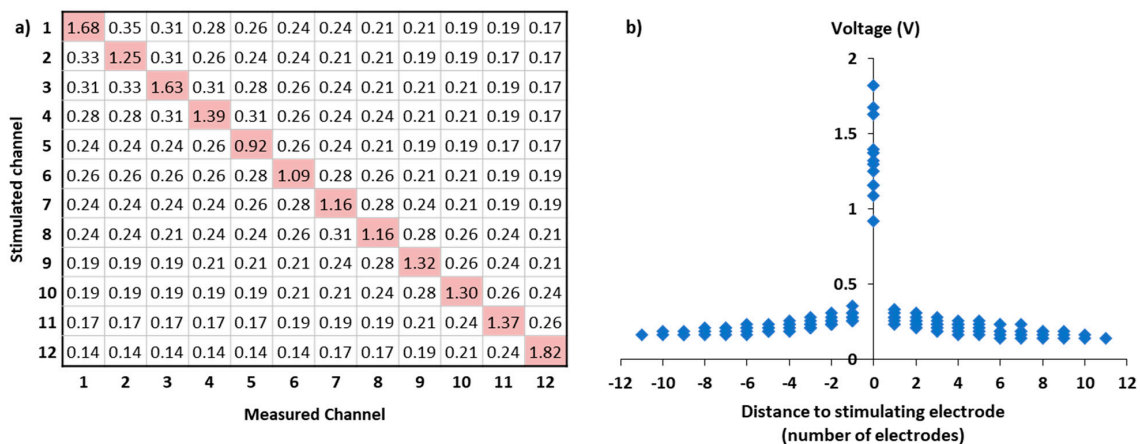 a)
1 1.68 0.35 0.31 0.28 0.26 0.24 0.24 0.21 0.21 0.19 0.19 0.17
2 0.33 1.25 0.31 0.26 0.24 0.24 0.21 0.21 0.19 0.19 0.17 0.17
3 0.31 0.33 1.63 0.31 0.28 0.26 0.24 0.21 0.21 0.21 0.19 0.17
4 0.28 0.28 0.31 1.39 0.31 0.26 0.24 0.24 0.21 0.21 0.19 0.17
5 0.24 0.24 0.24 0.26 0.92 0.26 0.24 0.21 0.19 0.19 0.17 0.17
6 0.26 0.26 0.26 0.26 0.28 1.09 0.28 0.26 0.21 0.21 0.19 0.19
7 0.24 0.24 0.24 0.24 0.26 0.28 1.16 0.28 0.24 0.21 0.19 0.19
8 0.24 0.24 0.21 0.24 0.24 0.26 0.31 1.16 0.28 0.26 0.24 0.21
9 0.19 0.19 0.19 0.21 0.21 0.21 0.24 0.28 1.32 0.26 0.24 0.21
10 0.19 0.19 0.19 0.19 0.19 0.21 0.21 0.24 0.28 1.30 0.26 0.24
11 0.17 0.17 0.17 0.17 0.17 0.19 0.19 0.19 0.21 0.24 1.37 0.26
12 0.14 0.14 0.14 0.14 0.14 0.14 0.17 0.17 0.19 0.21 0.24 1.82
1 2 3 4 5 6 7 8 9 10 11 12
Stimulated channel
Measured Channel
b)
Voltage (V)
2
1.5
1
0.5
0
-12 -10 -8 -6 -4 -2 0 2 4 6 8 10 12
Distance to stimulating electrode
(number of electrodes)